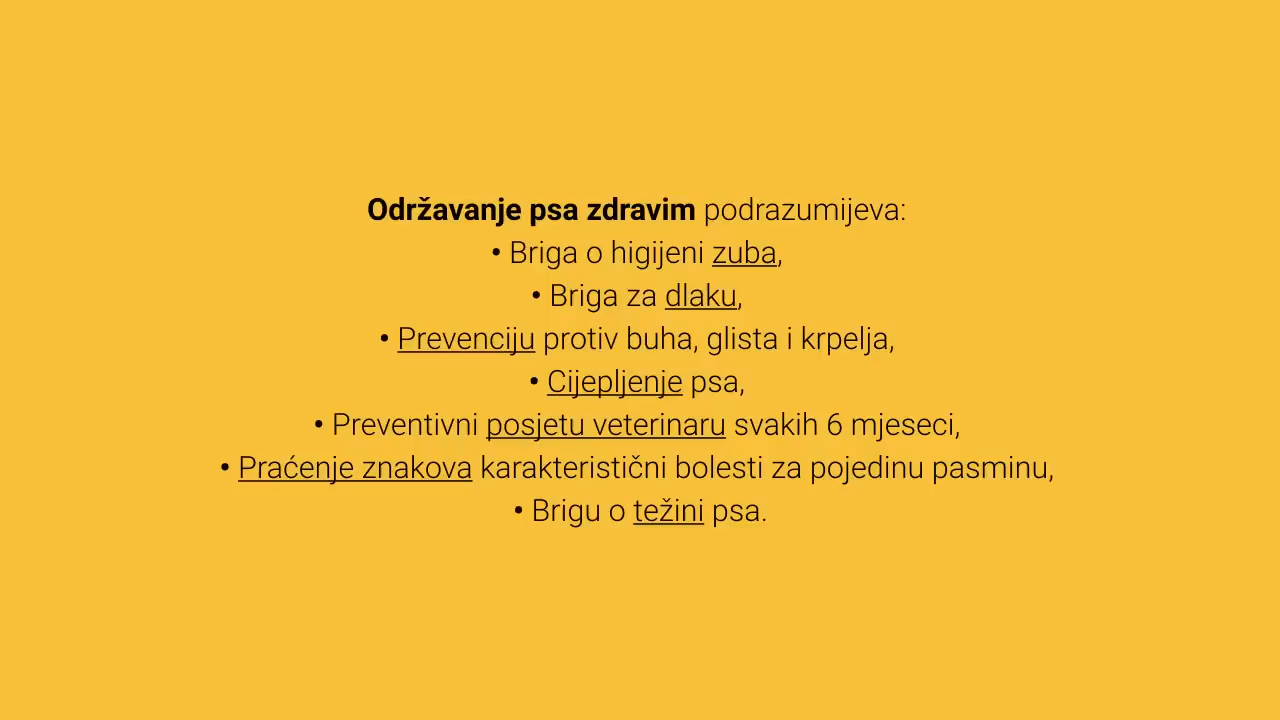 Održavanje psa zdravim podrazumijeva:
• Briga o higijeni zuba,
• Briga za dlaku,
• Prevenciju protiv buha, glista i krpelja,
• Cijepljenje psa,
• Preventivni posjetu veterinaru svakih 6 mjeseci,
• Praćenje znakova karakteristični bolesti za pojedinu pasminu,
• Brigu o težini psa.